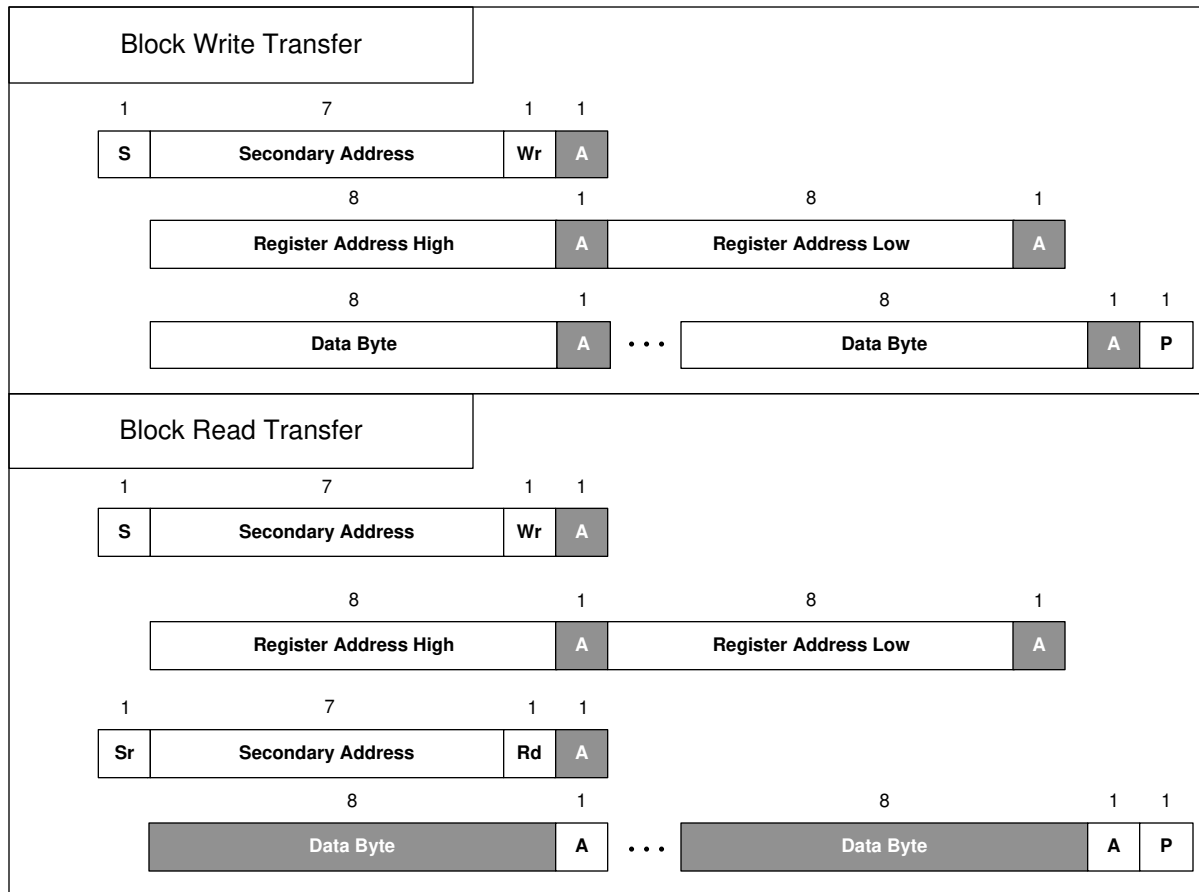 Block Write Transfer
1 7 1 1
S Secondary Address Wr A
8 1 8 1
Register Address High A Register Address Low A
8 1 8 1 1
Data Byte A • • • Data Byte A P
Block Read Transfer
1 7 1 1
S Secondary Address Wr A
8 1 8 1
Register Address High A Register Address Low A
1 7 1 1
Sr Secondary Address Rd A
8 1 8 1 1
Data Byte A • • • Data Byte A P